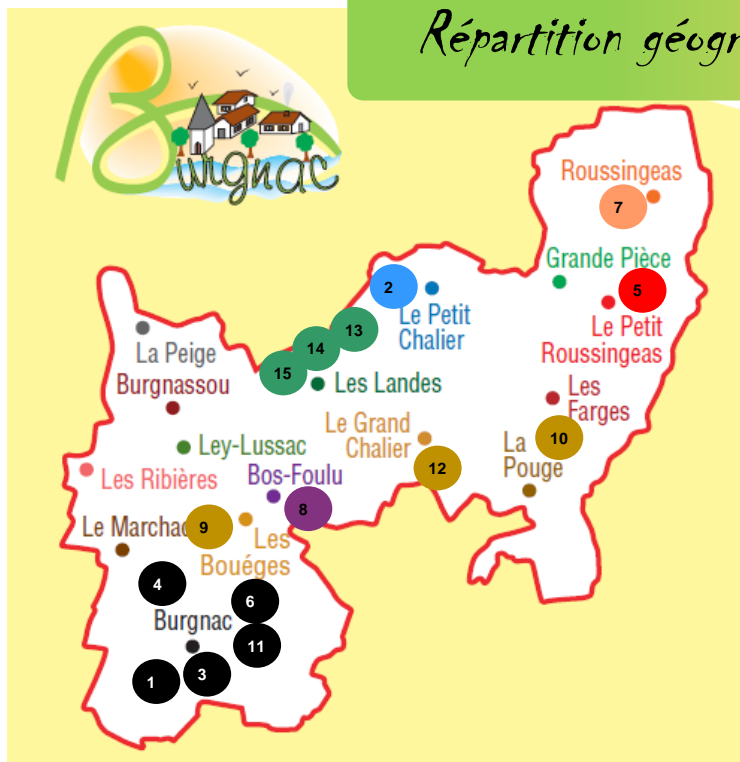 Répartition géogr
Burgnac
Roussingeas
7
Grande Pièce
2
5
Le Petit
Chalier
Le Petit
Roussingeas
13
14
15
La Peige
Burgnassou
Les Landes
Les
Farges
Le Grand
Chalier
La
Pouge
10
Ley-Lussac
12
Les Ribières
Bos-Foulu
8
Le Marchac
9
Les
Bouéges
4
6
Burgnac
11
1
3